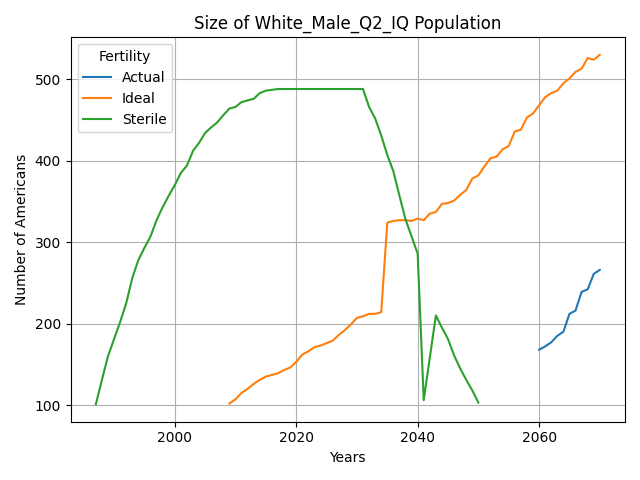 Size of White_Male_Q2_IQ Population
Fertility
Actual
Ideal
Sterile
Number of Americans
500
400
300
200
100
2000
2020
2040
2060
Years